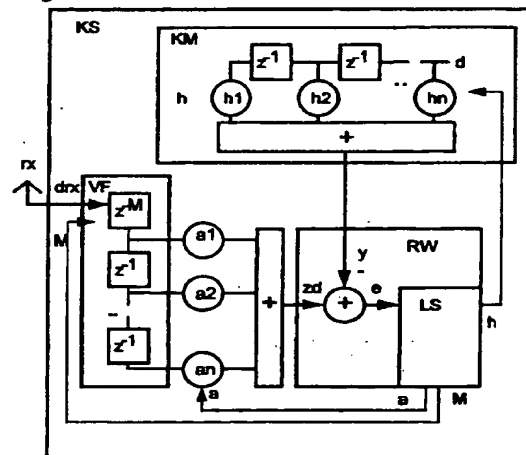 KS
KM
z-1 z-1 d
h h1 h2 hn
+
rx
drx VF
M z-M
a1
z-1 a2
z-1 an
+
a
RW
y
-
zd + e LS
h
a M